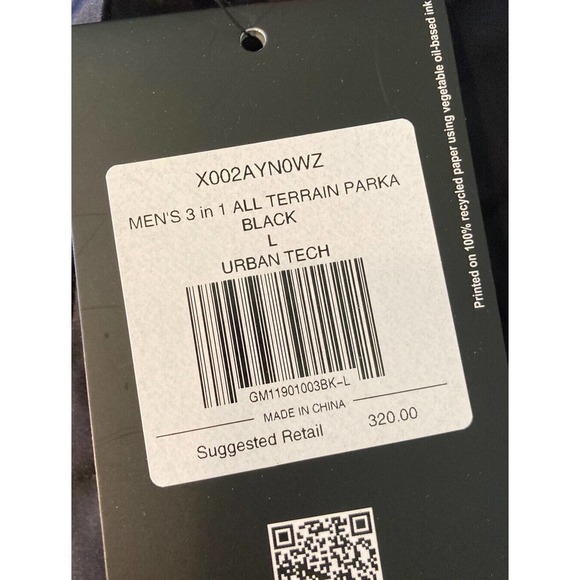 X002AYN0WZ
MEN'S 3 in 1 ALL TERRAIN PARKA
BLACK
L
URBAN TECH
GM11901003BK-L
MADE IN CHINA
Suggested Retail 320.00
Printed on 100% recycled paper using vegetable oil-based ink